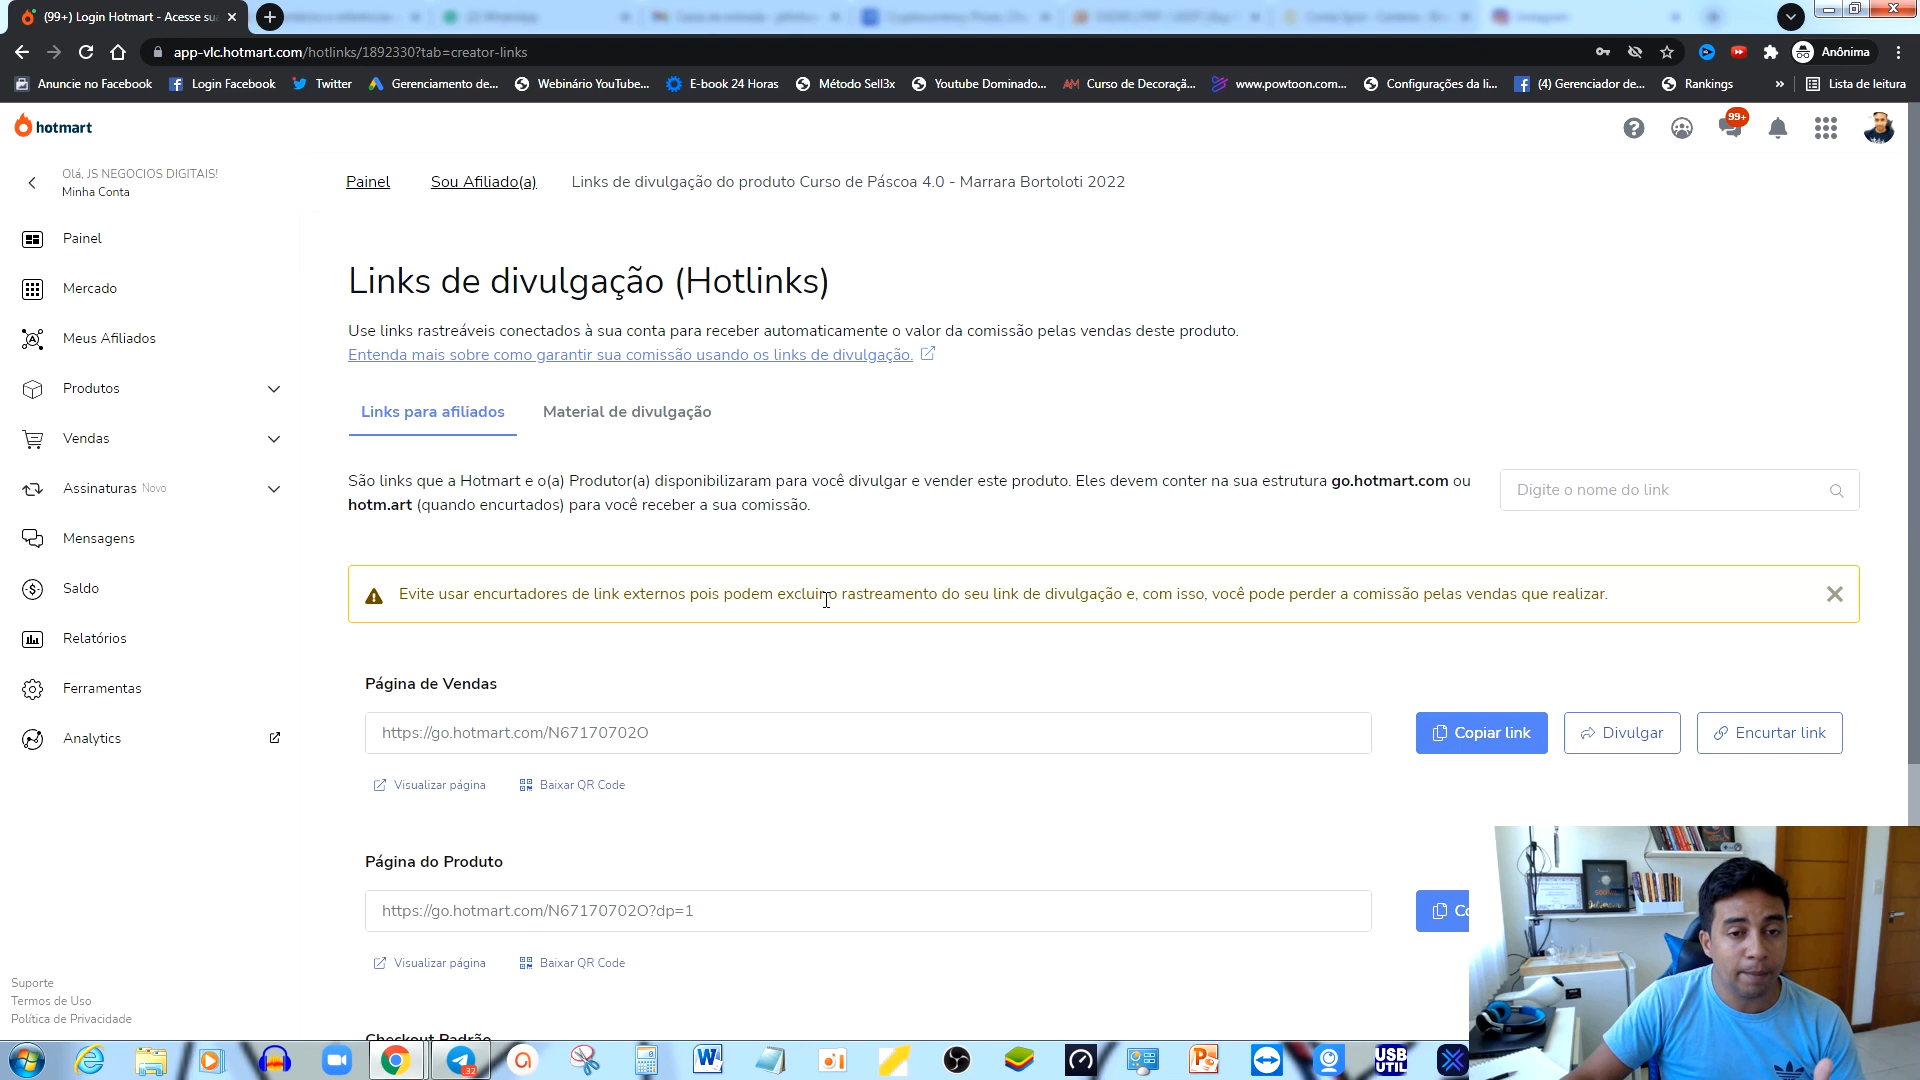 (99+) Login Hotmart - Acesse sua
app-vlc.hotmart.com/hotlinks/1892330?tab=creator-links
Anônima
Anuncie no Facebook
Login Facebook
Twitter
Gerenciamento de...
Webinário YouTube...
E-book 24 Horas
Método Sell3x
Youtube Dominado...
Curso de Decoraçã...
www.powtoon.com...
Configurações da li...
(4) Gerenciador de...
Rankings
»
Lista de leitura
hotmart
99+
Olá, JS NEGOCIOS DIGITAIS!
Minha Conta
Painel
Sou Afiliado(a)
Links de divulgação do produto Curso de Páscoa 4.0 - Marrara Bortoloti 2022
Painel
Mercado
Meus Afiliados
Produtos
Vendas
Assinaturas Novo
Mensagens
Saldo
Relatórios
Ferramentas
Analytics
Suporte
Termos de Uso
Política de Privacidade
Links de divulgação (Hotlinks)
Use links rastreáveis conectados à sua conta para receber automaticamente o valor da comissão pelas vendas deste produto.
Entenda mais sobre como garantir sua comissão usando os links de divulgação.
Links para afiliados
Material de divulgação
São links que a Hotmart e o(a) Produtor(a) disponibilizaram para você divulgar e vender este produto. Eles devem conter na sua estrutura go.hotmart.com ou
hotm.art (quando encurtados) para você receber a sua comissão.
Digite o nome do link
Evite usar encurtadores de link externos pois podem excluir o rastreamento do seu link de divulgação e, com isso, você pode perder a comissão pelas vendas que realizar.
Página de Vendas
https://go.hotmart.com/N67170702O
Copiar link
Divulgar
Encurtar link
Visualizar página
Baixar QR Code
Página do Produto
https://go.hotmart.com/N67170702O?dp=1
Co
Visualizar página
Baixar QR Code
Checkout Padrão
32
USB
UTIL